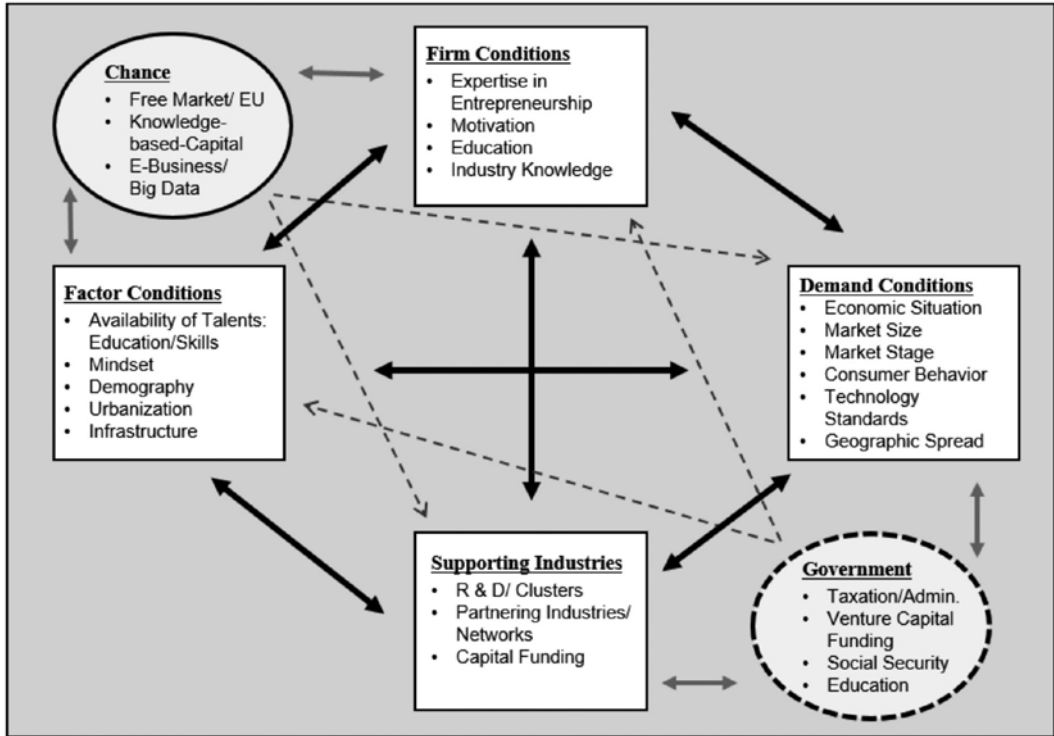 Chance
• Free Market/ EU
• Knowledge-
based-Capital
• E-Business/
Big Data
Firm Conditions
• Expertise in
Entrepreneurship
• Motivation
• Education
• Industry Knowledge
Factor Conditions
• Availability of Talents:
Education/Skills
• Mindset
• Demography
• Urbanization
• Infrastructure
Demand Conditions
• Economic Situation
• Market Size
• Market Stage
• Consumer Behavior
• Technology
Standards
• Geographic Spread
Supporting Industries
• R & D/ Clusters
• Partnering Industries/
Networks
• Capital Funding
Government
• Taxation/Admin.
• Venture Capital
Funding
• Social Security
• Education